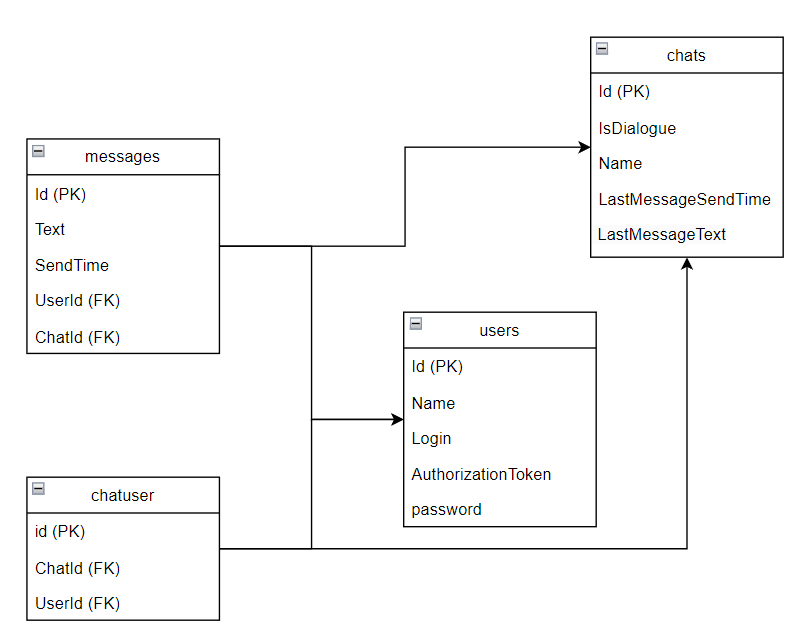 chats
Id (PK)
IsDialogue
Name
LastMessageSendTime
LastMessageText
messages
Id (PK)
Text
SendTime
UserId (FK)
ChatId (FK)
users
Id (PK)
Name
Login
AuthorizationToken
password
chatuser
id (PK)
ChatId (FK)
UserId (FK)